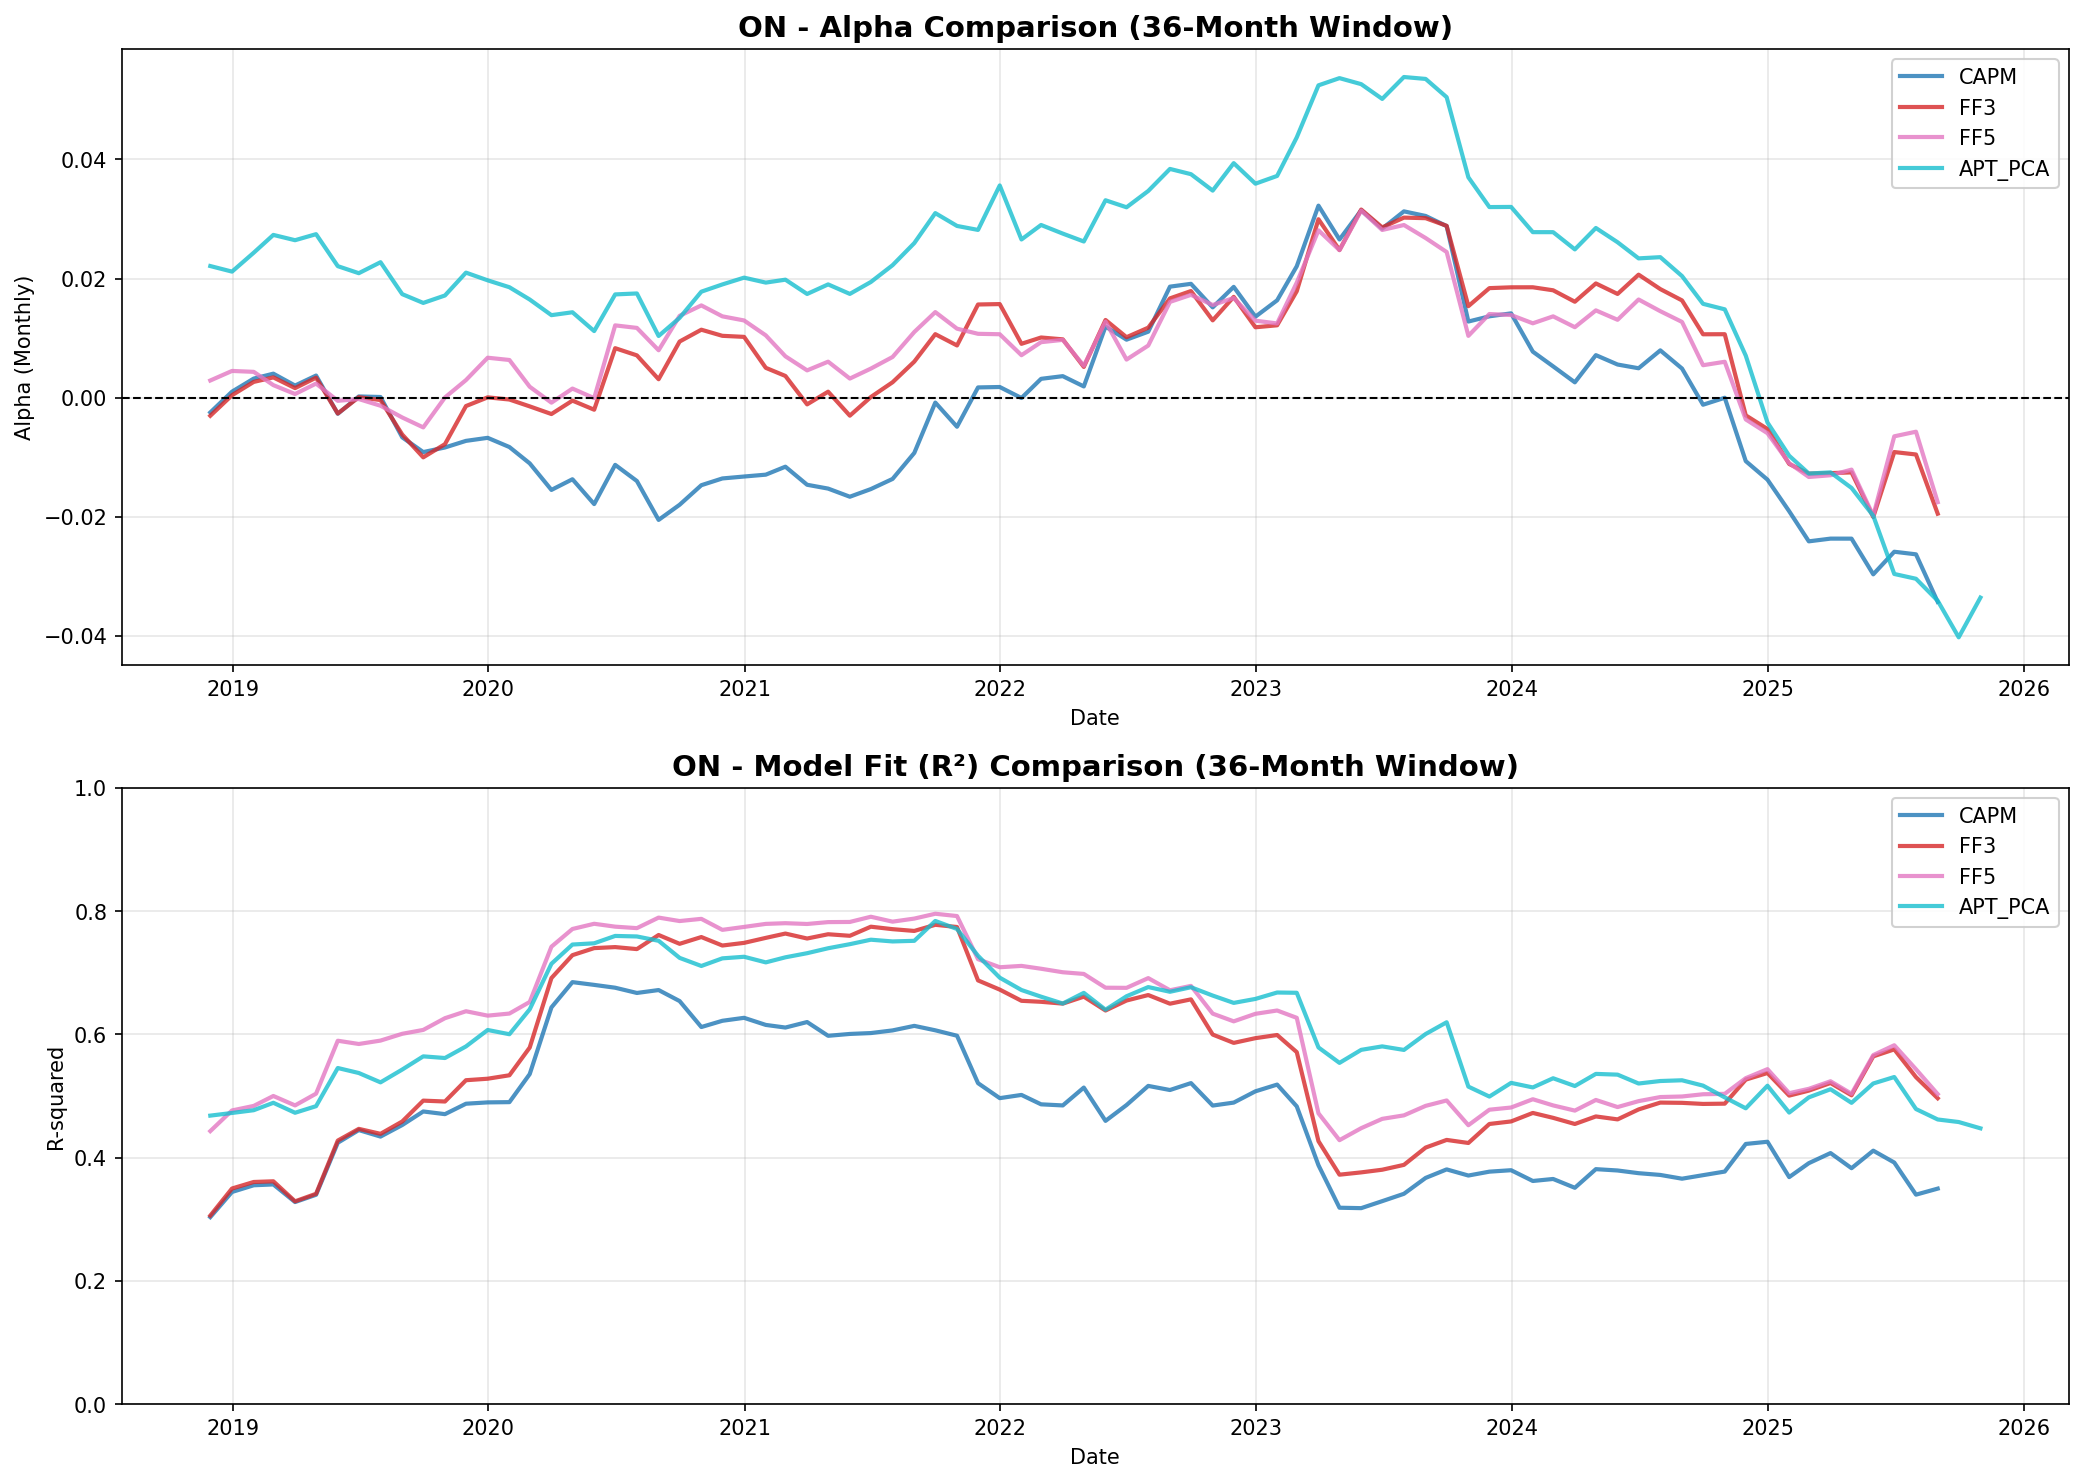 ON - Alpha Comparison (36-Month Window)
Alpha (Monthly)
0.04
0.02
0.00
−0.02
−0.04
CAPM
FF3
FF5
APT_PCA
2019 2020 2021 2022 2023 2024 2025 2026
Date
ON - Model Fit (R²) Comparison (36-Month Window)
R-squared
1.0
0.8
0.6
0.4
0.2
0.0
CAPM
FF3
FF5
APT_PCA
2019 2020 2021 2022 2023 2024 2025 2026
Date